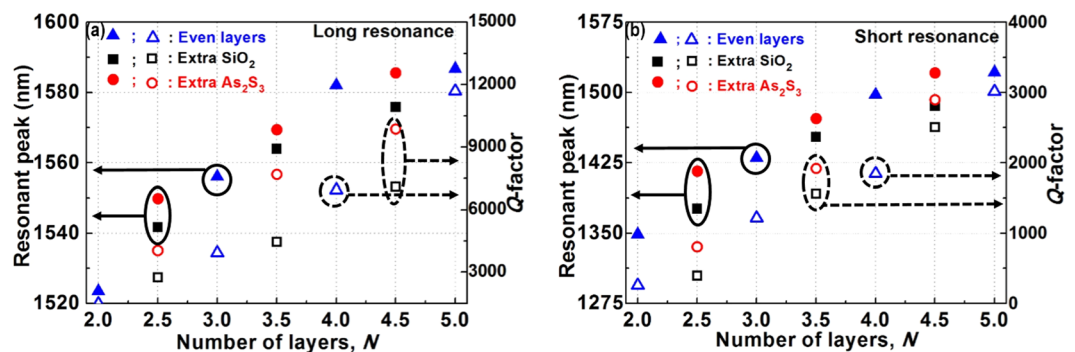 (a)
; : Even layers
; : Extra SiO2
; : Extra As2S3
Long resonance
Resonant peak (nm)
1600
1580
1560
1540
1520
15000
12000
9000
6000
3000
Q-factor
2.0 2.5 3.0 3.5 4.0 4.5 5.0
Number of layers, N
(b)
; : Even layers
; : Extra SiO2
; : Extra As2S3
Short resonance
Resonant peak (nm)
1575
1500
1425
1350
1275
4000
3000
2000
1000
0
Q-factor
2.0 2.5 3.0 3.5 4.0 4.5 5.0
Number of layers, N